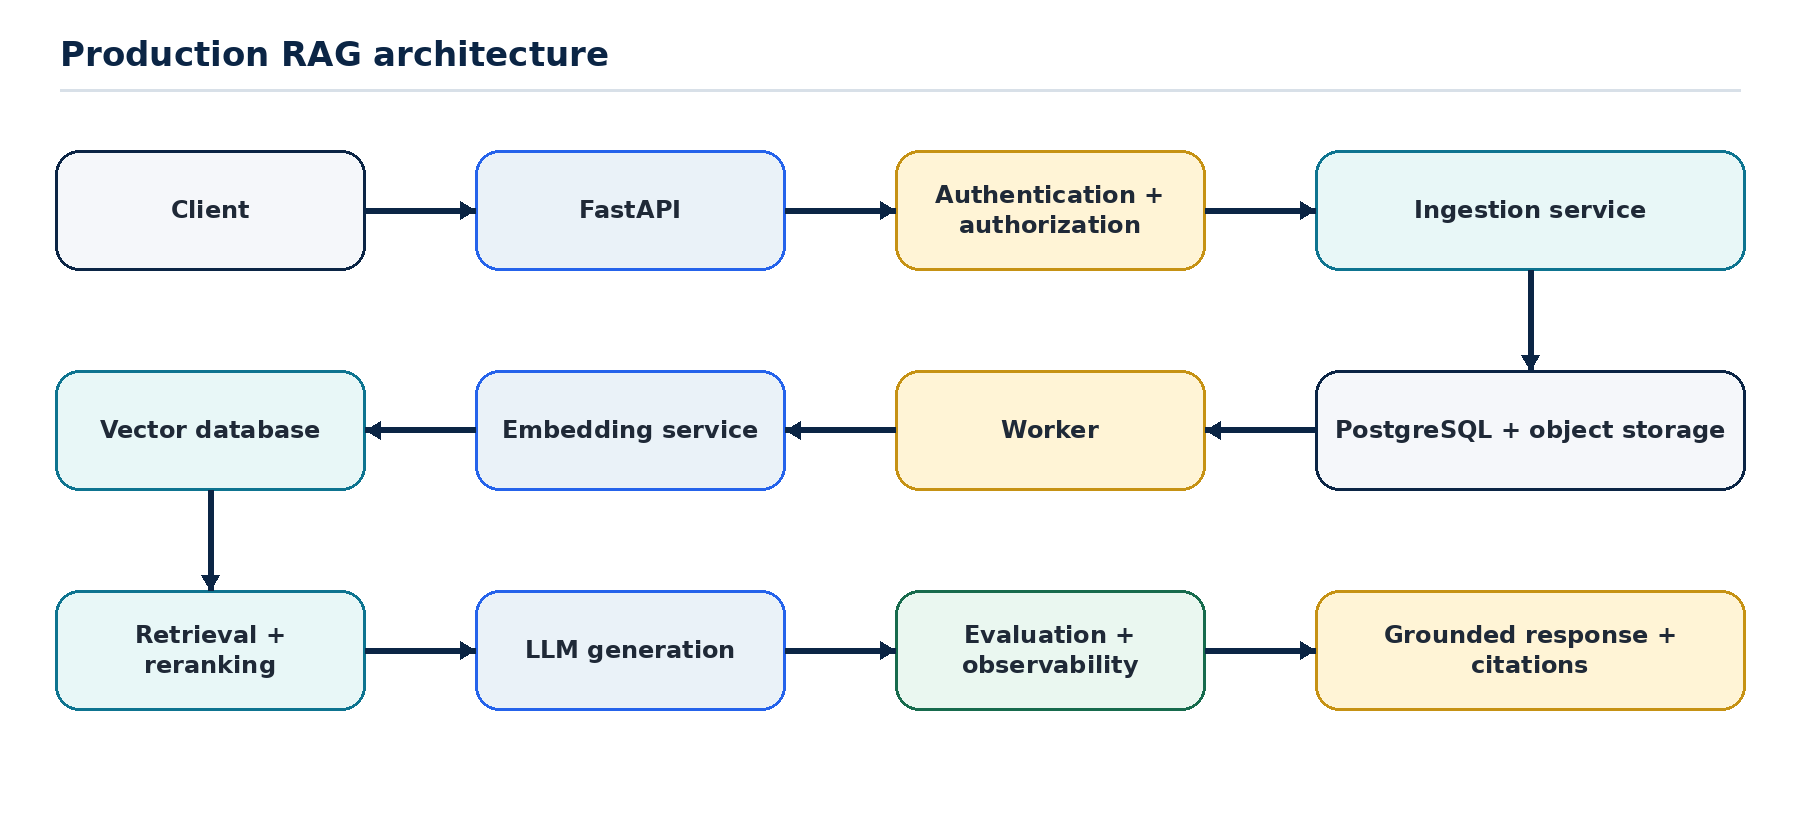 Production RAG architecture
Client
FastAPI
Authentication +
authorization
Ingestion service
Vector database
Embedding service
Worker
PostgreSQL + object storage
Retrieval +
reranking
LLM generation
Evaluation +
observability
Grounded response +
citations